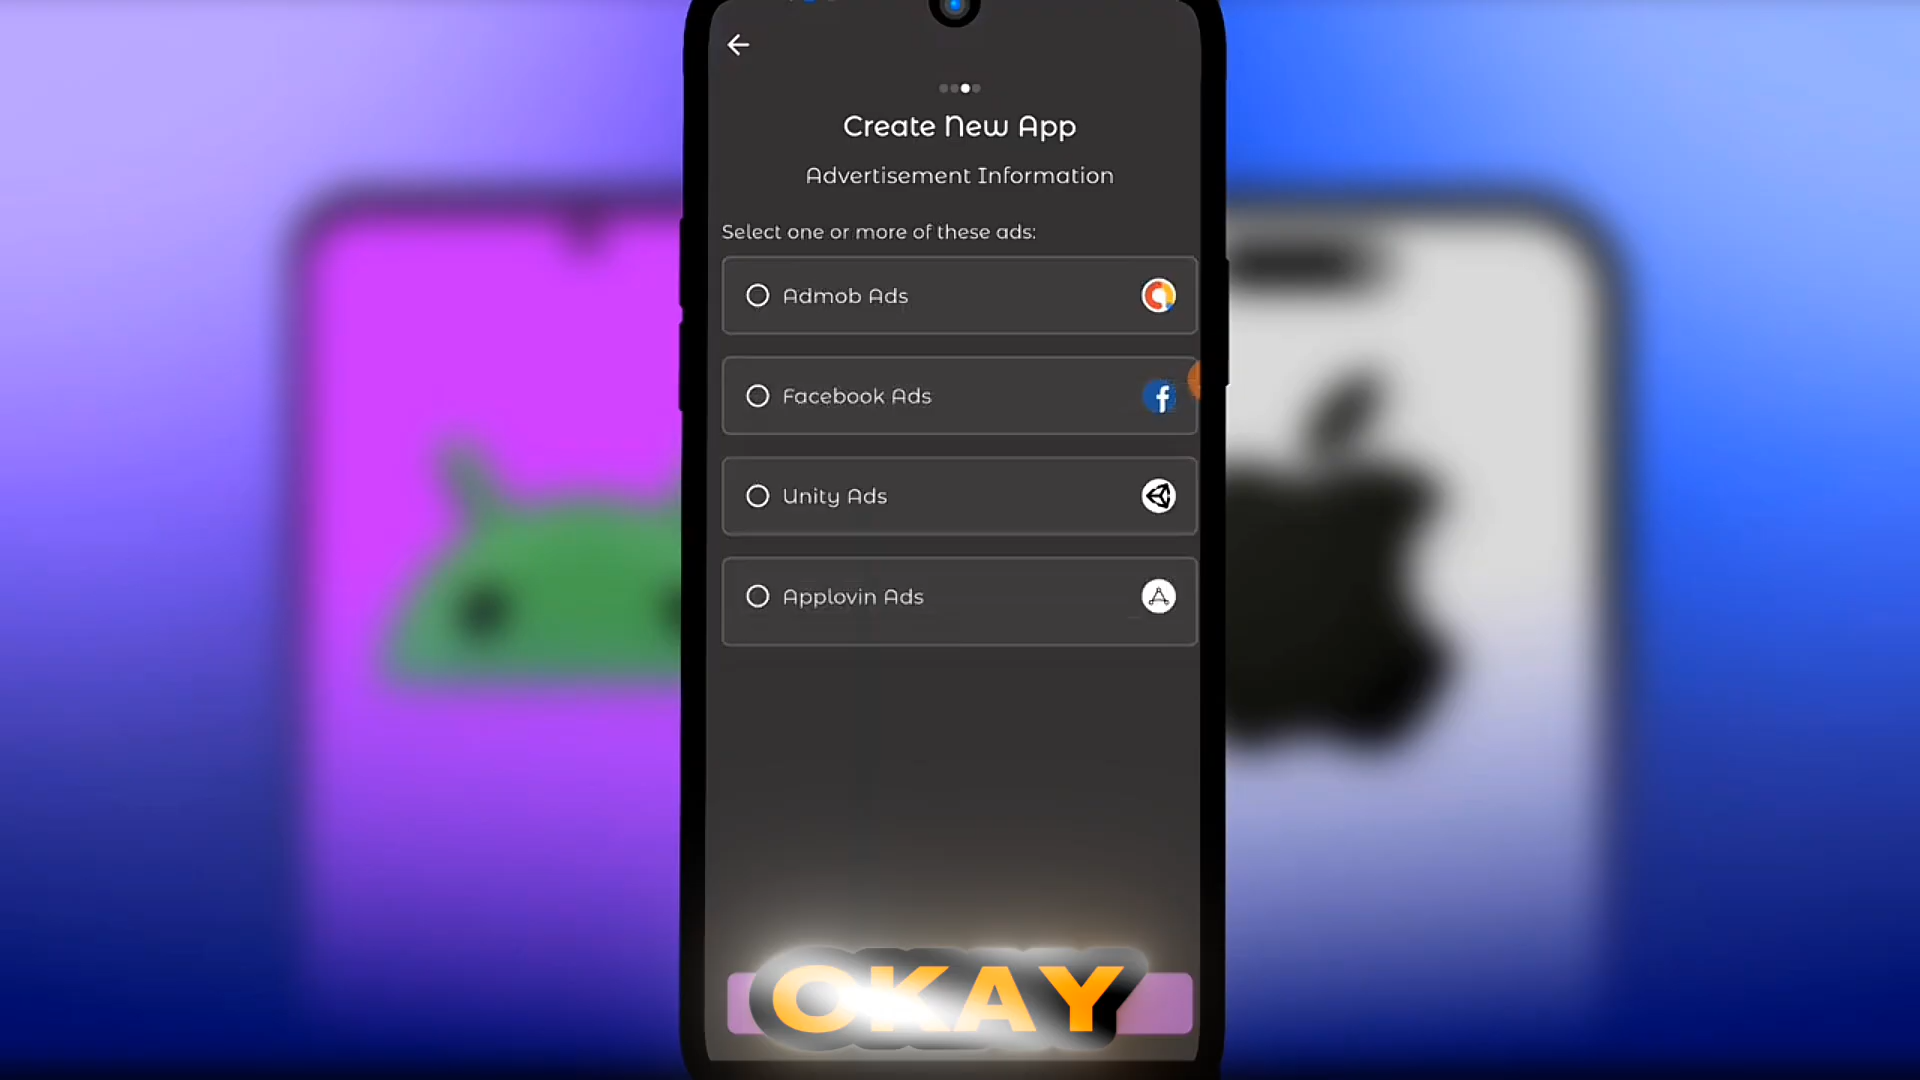 Create New App
Advertisement Information
Select one or more of these ads:
Admob Ads
Facebook Ads
Unity Ads
Applovin Ads
OKAY